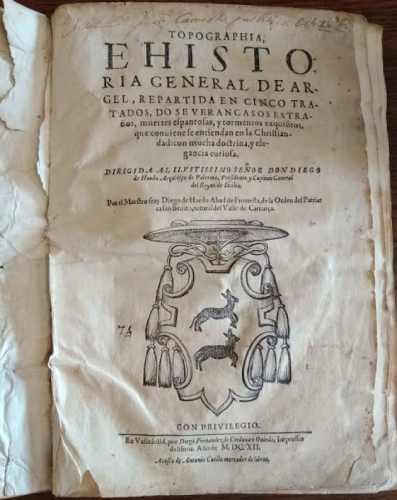 TOPOGRAPHIA,
E HISTO
RIA GENERAL DE AR-
GEL, REPARTIDA EN CINCO TRA-
TADOS, DO SE VERAN CASOS ESTRA-
ños, muertes espantosas, y tormentos exquisitos,
que conuiene se entiendan en la Christian-
dad: con mucha doctrina, y ele-
gancia curiosa.
DIRIGIDA AL ILVSTISSIMO SEÑOR DON DIEGO
de Haedo Arçobispo de Palermo, Presidente, y Capitan General
del Reyno de Sicilia.
Por el Maestro fray Diego de Haedo Abad de Fromesta, de la Orden del Patriar
ca san Benito, natural del Valle de Carrança.
74
CON PRIVILEGIO.
En Valladolid, por Diego Fernandez de Cordoua y Ouiedo, Impressor
de libros. Año de M. DC. XII.
Acosta de Antonio Coello mercader de libros.